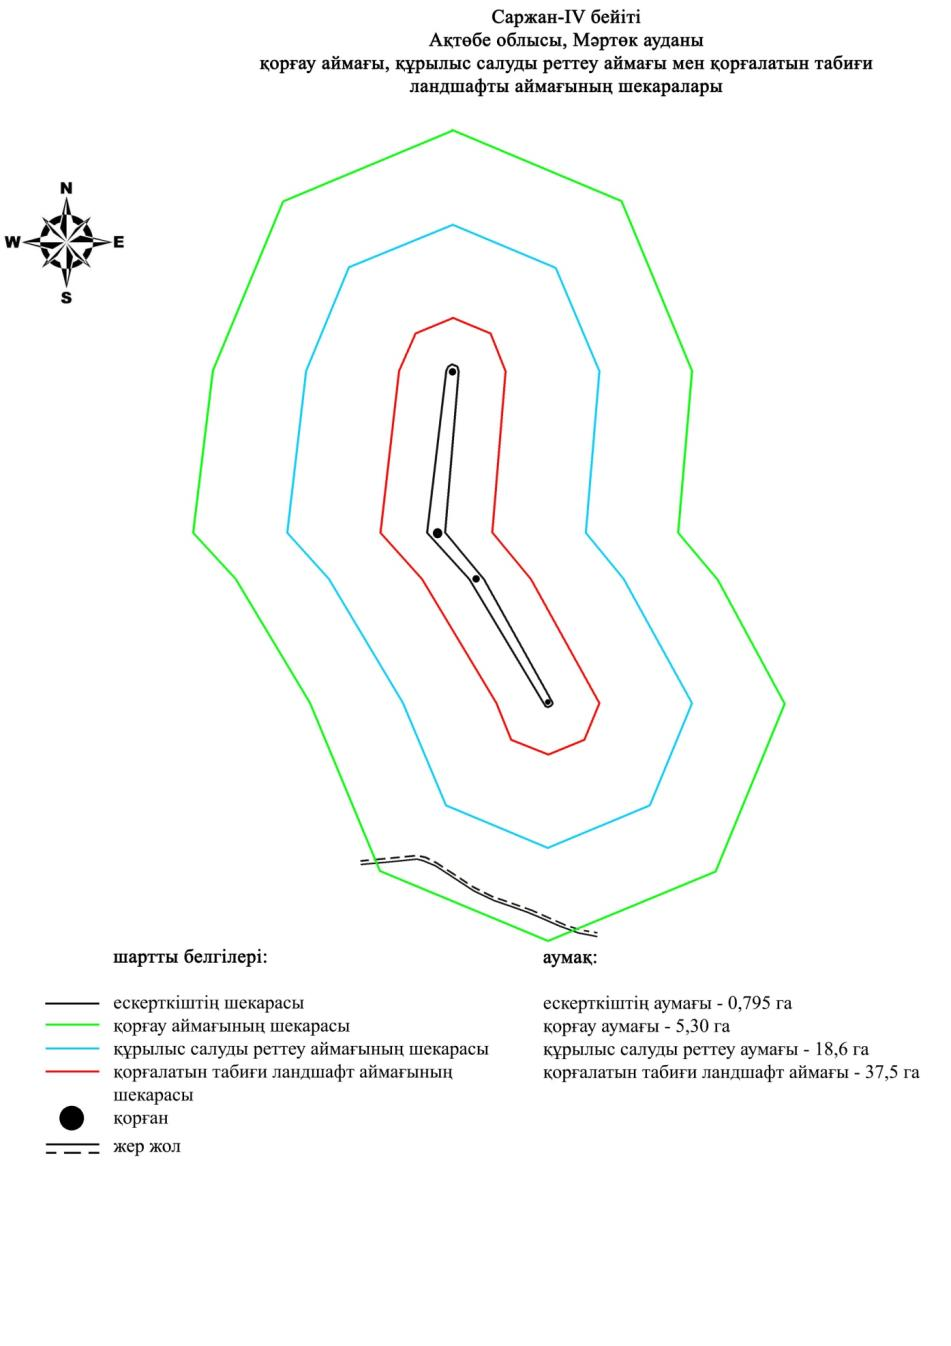 Саржан-IV бейіті
Ақтөбе облысы, Мәртөк ауданы
қорғау аймағы, құрылыс салуды реттеу аймағы мен қорғалатын табиғи
ландшафты аймағының шекаралары
N
W E
S
шартты белгілері:
ескерткіштің шекарасы
қорғау аймағының шекарасы
құрылыс салуды реттеу аймағының шекарасы
қорғалатын табиғи ландшафт аймағының
шекарасы
қорған
жер жол
аумақ:
ескерткіштің аумағы - 0,795 га
қорғау аумағы - 5,30 га
құрылыс салуды реттеу аумағы - 18,6 га
қорғалатын табиғи ландшафт аймағы - 37,5 га